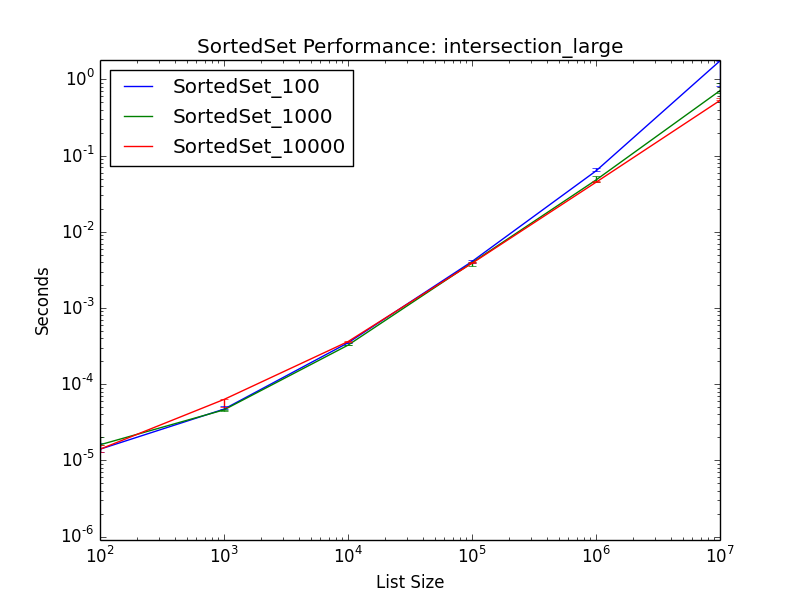 SortedSet Performance: intersection_large
SortedSet_100
SortedSet_1000
SortedSet_10000
10^0
10^-1
10^-2
10^-3
10^-4
10^-5
10^-6
Seconds
10^2 10^3 10^4 10^5 10^6 10^7
List Size